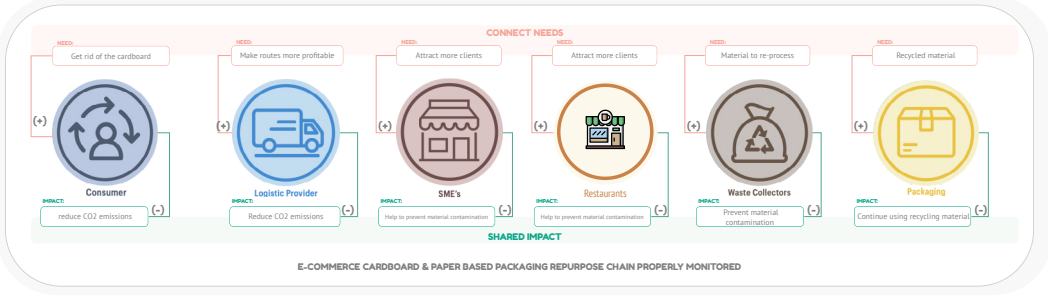 CONNECT NEEDS
NEED: NEED: NEED: NEED: NEED: NEED:
Get rid of the cardboard Make routes more profitable Attract more clients Attract more clients Material to re-process Recycled material
(+) (+) (+) (+) (+) (+)
Consumer Logistic Provider SME's Restaurants Waste Collectors Packaging
IMPACT: IMPACT: IMPACT: IMPACT: IMPACT: IMPACT:
(-) (-) (-) (-) (-) (-)
reduce CO2 emissions Reduce CO2 emissions Help to prevent material contamination Help to prevent material contamination Prevent material Continue using recycling material
contamination
SHARED IMPACT
E-COMMERCE CARDBOARD & PAPER BASED PACKAGING REPURPOSE CHAIN PROPERLY MONITORED